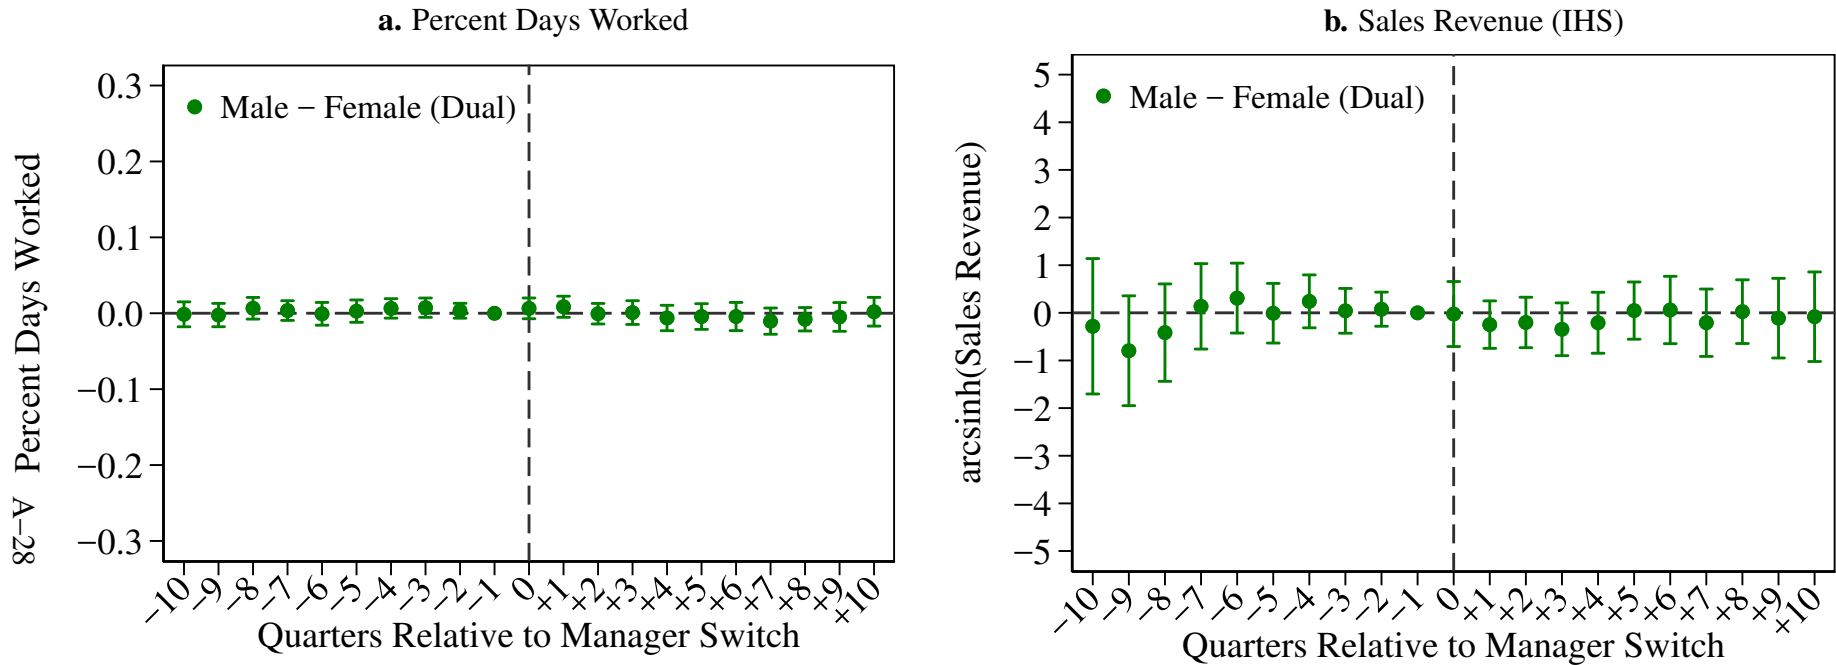 a. Percent Days Worked
Male − Female (Dual)
0.3
0.2
0.1
0.0
−0.1
−0.2
−0.3
Percent Days Worked
A−28
−10 −9 −8 −7 −6 −5 −4 −3 −2 −1 0 +1 +2 +3 +4 +5 +6 +7 +8 +9 +10
Quarters Relative to Manager Switch
b. Sales Revenue (IHS)
Male − Female (Dual)
5
4
3
2
1
0
−1
−2
−3
−4
−5
arcsinh(Sales Revenue)
−10 −9 −8 −7 −6 −5 −4 −3 −2 −1 0 +1 +2 +3 +4 +5 +6 +7 +8 +9 +10
Quarters Relative to Manager Switch